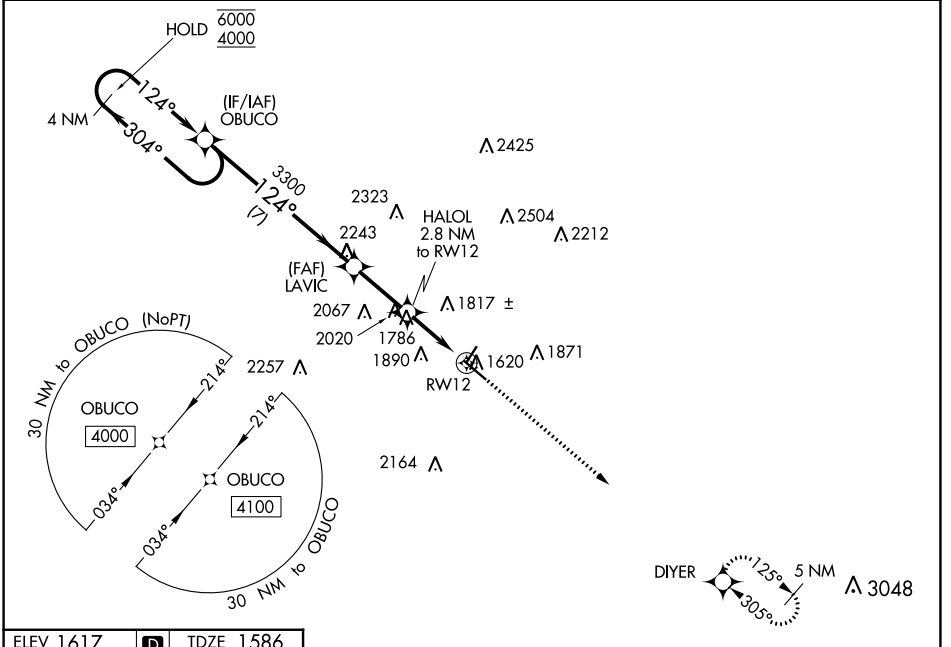 HOLD 6000
4000
124°
4 NM
304°
(IF/IAF)
OBUCO
3300
124°
(7)
2425
2323
2504
2212
HALOL
2.8 NM
to RW12
2243
(FAF)
LAVIC
2067
2020
1817 ±
1786
1890
1620
1871
RW12
2257
30 NM to OBUCO (NoPT)
214°
OBUCO
4000
034°
214°
OBUCO
4100
034°
30 NM to OBUCO
2164
DIYER
125°
5 NM
305°
3048
ELEV 1617 D TDZE 1586